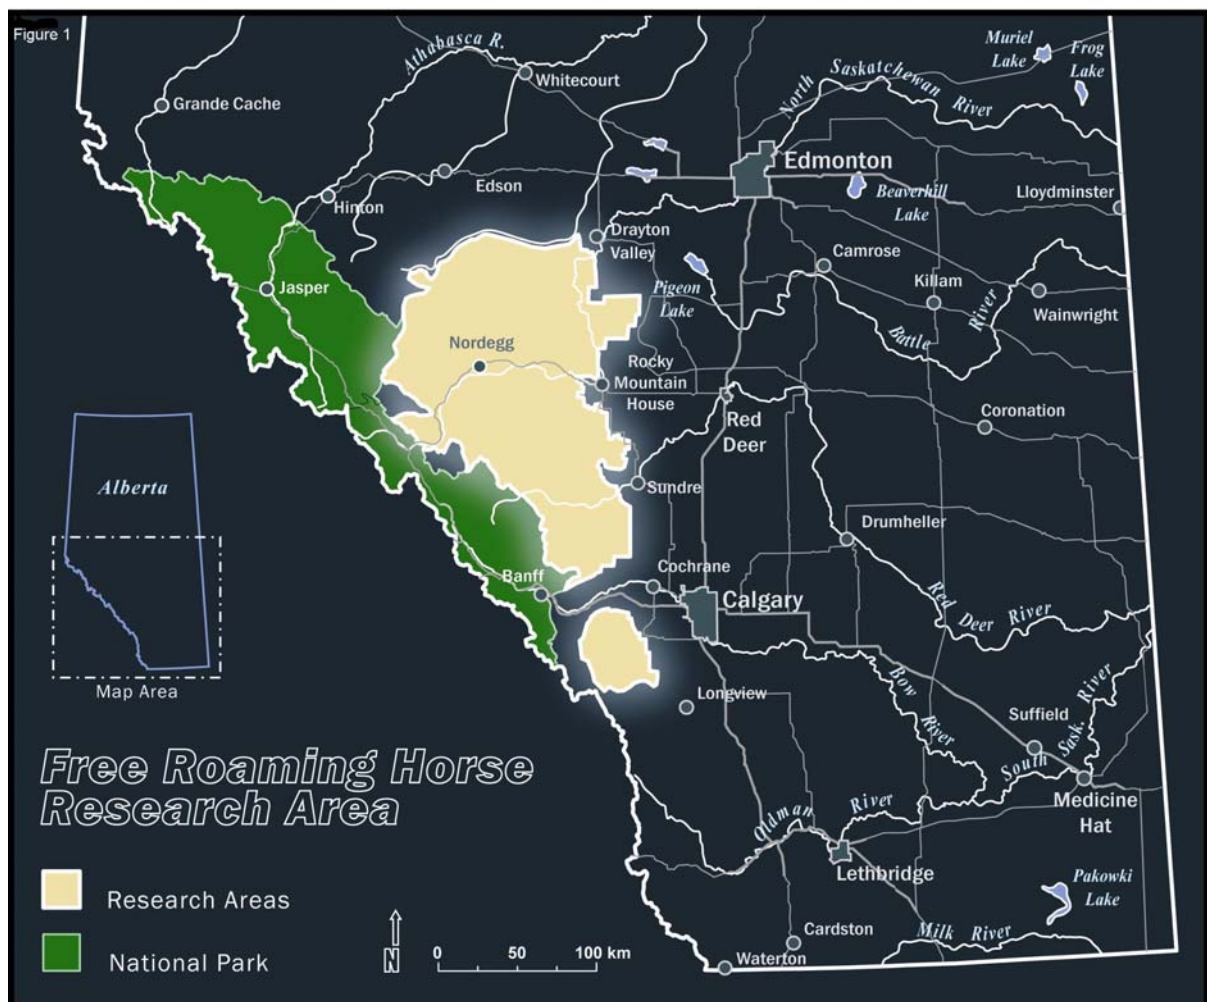 Figure 1
Athabasca R.
Whitecourt
Grande Cache
Muriel
Lake
Frog
Lake
North Saskatchewan River
Edmonton
Edson
Hinton
Beaverhill
Lake
Lloydminster
Drayton
Valley
Camrose
Jasper
Pigeon
Lake
Killam
Wainwright
Battle River
Nordegg
Rocky
Mountain
House
Red
Deer
Coronation
Alberta
Sundre
Drumheller
Banff
Cochrane
Calgary
Red Deer River
Map Area
Longview
Bow River
Suffield
South Sask. River
Medicine
Hat
Free Roaming Horse
Research Area
Oldman River
Lethbridge
Research Areas
Pakowki
Lake
National Park
N
0 50 100 km
Cardston
Milk River
Waterton